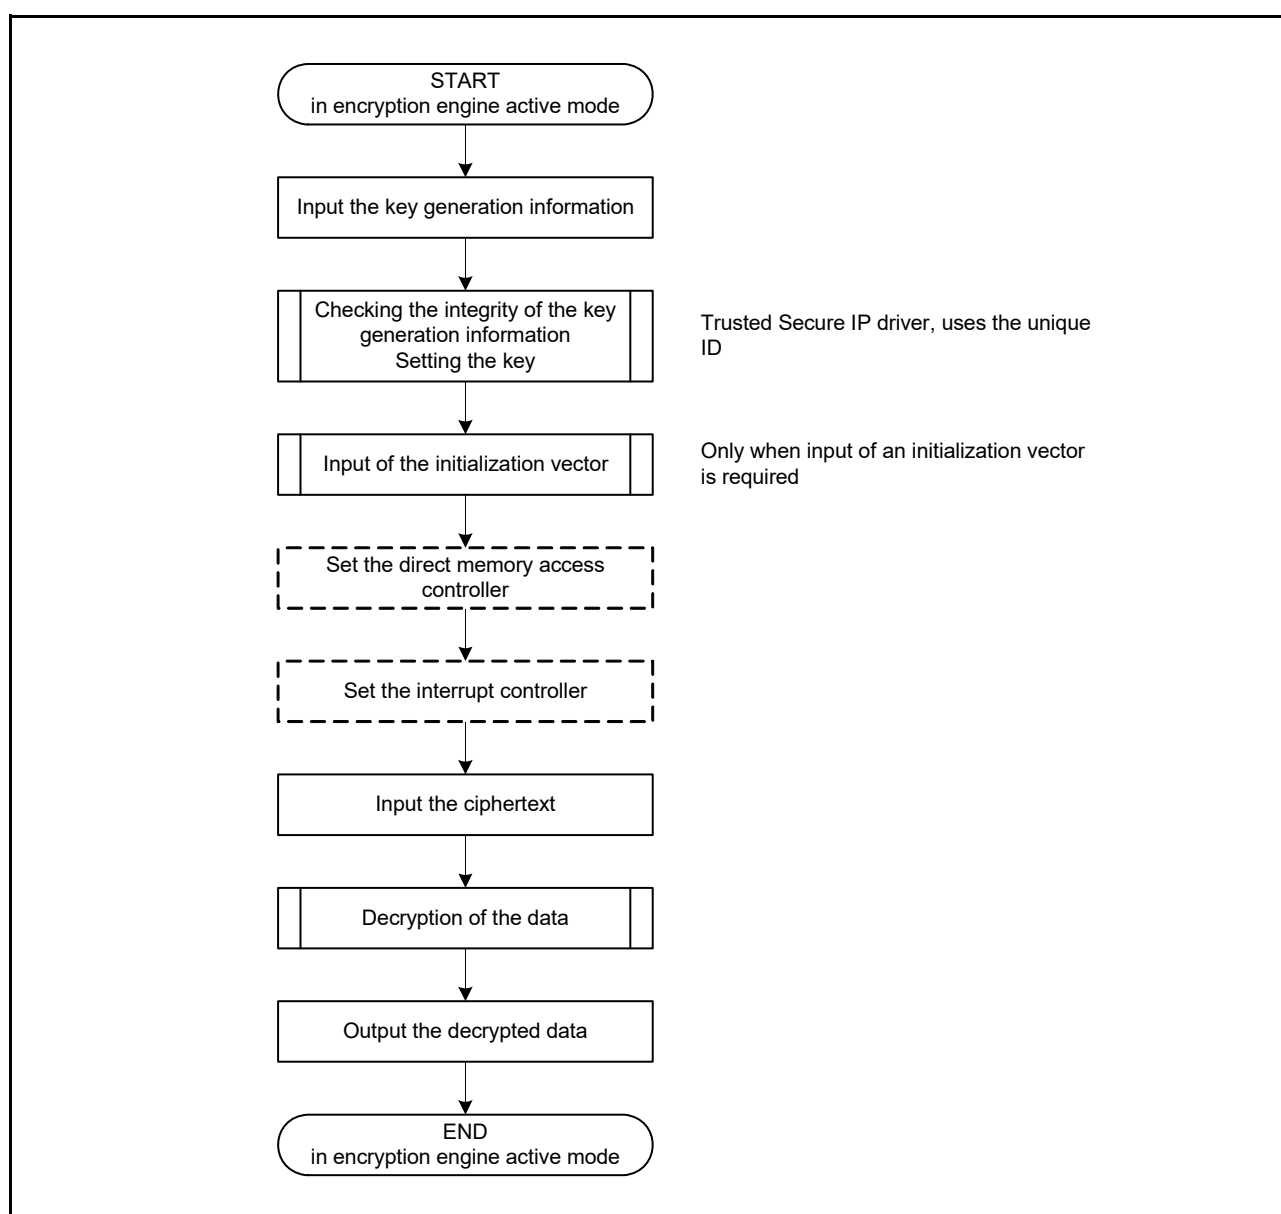 START
in encryption engine active mode
Input the key generation information
Checking the integrity of the key
generation information
Setting the key
Trusted Secure IP driver, uses the unique
ID
Input of the initialization vector
Only when input of an initialization vector
is required
Set the direct memory access
controller
Set the interrupt controller
Input the ciphertext
Decryption of the data
Output the decrypted data
END
in encryption engine active mode